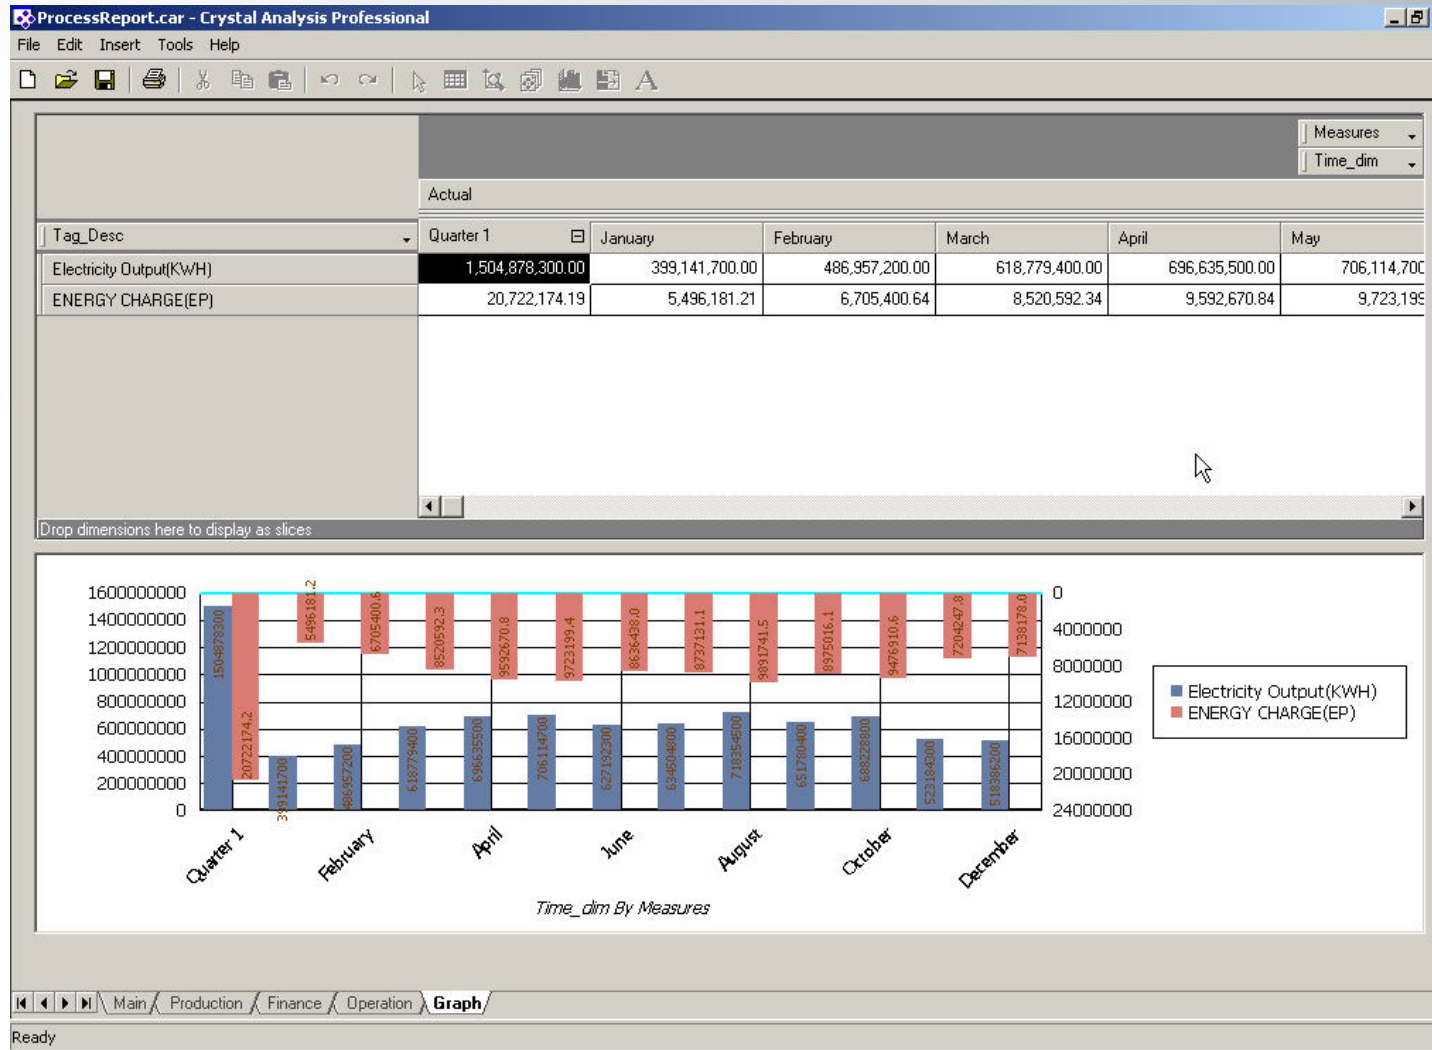 ProcessReport.car - Crystal Analysis Professional
File Edit Insert Tools Help
Measures
Time_dim
Actual
Tag_Desc Quarter 1 January February March April May
Electricity Output(KWH) 1,504,878,300.00 399,141,700.00 486,957,200.00 618,779,400.00 696,635,500.00 706,114,700
ENERGY CHARGE(EP) 20,722,174.19 5,496,181.21 6,705,400.64 8,520,592.34 9,592,670.84 9,723,199
Drop dimensions here to display as slices
1600000000
1400000000
1200000000
1000000000
800000000
600000000
400000000
200000000
0
1504878300
20722174.2
399141700
5496181.2
486957200
6705400.6
618779400
8520592.3
696635500
9592670.8
706114700
9723199.4
627192300
8636438.0
634504800
8737131.1
718354500
9891741.5
651780400
8975016.1
688228800
9476910.6
523184300
7204247.8
518386200
7138178.0
0
4000000
8000000
12000000
16000000
20000000
24000000
Electricity Output(KWH)
ENERGY CHARGE(EP)
Quarter 1
February
April
June
August
October
December
Time_dim By Measures
Main Production Finance Operation Graph
Ready